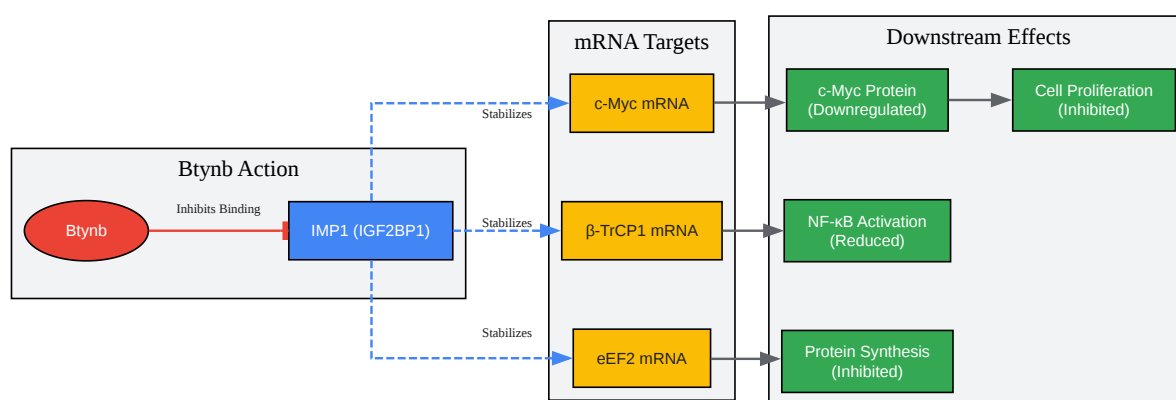 mRNA Targets
Downstream Effects
c-Myc mRNA
Stabilizes
c-Myc Protein
(Downregulated)
Cell Proliferation
(Inhibited)
Btynb Action
Inhibits Binding
Btynb
IMP1 (IGF2BP1)
Stabilizes
β-TrCP1 mRNA
NF-κB Activation
(Reduced)
Stabilizes
eEF2 mRNA
Protein Synthesis
(Inhibited)